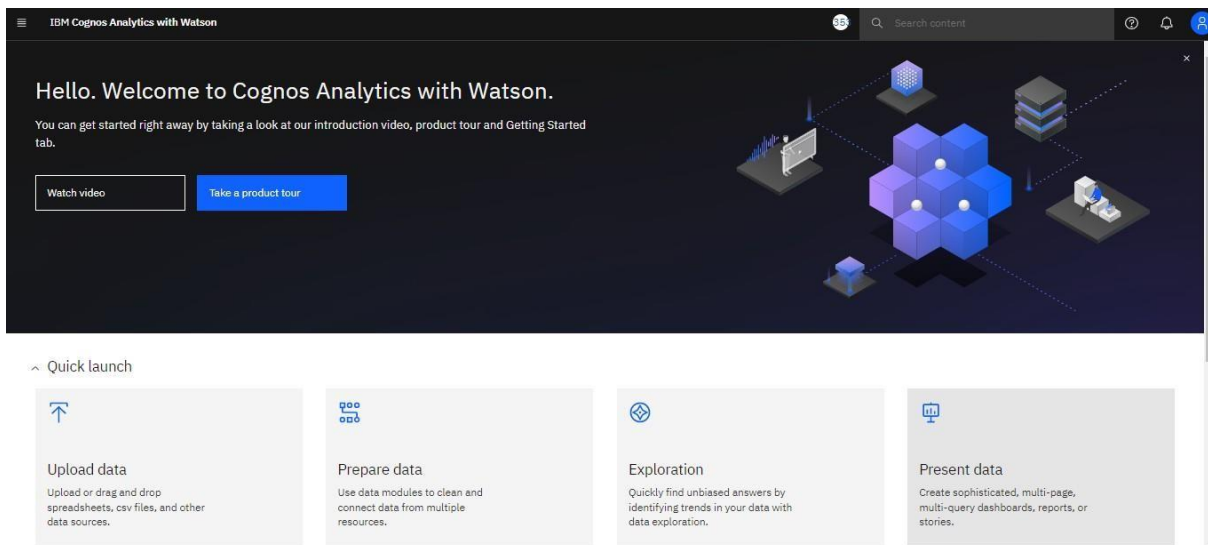 IBM Cognos Analytics with Watson
Search content
Hello. Welcome to Cognos Analytics with Watson.
You can get started right away by taking a look at our introduction video, product tour and Getting Started
tab.
Watch video
Take a product tour
Quick launch
Upload data
Upload or drag and drop
spreadsheets, csv files, and other
data sources.
Prepare data
Use data modules to clean and
connect data from multiple
resources.
Exploration
Quickly find unbiased answers by
identifying trends in your data with
data exploration.
Present data
Create sophisticated, multi-page,
multi-query dashboards, reports, or
stories.